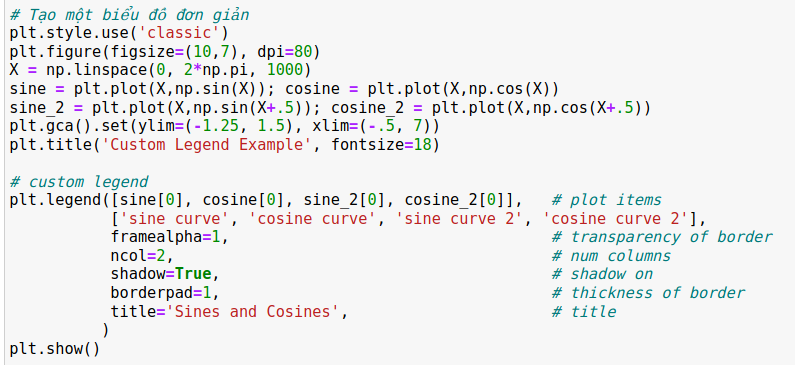 # Tạo một biểu đồ đơn giản
plt.style.use('classic')
plt.figure(figsize=(10,7), dpi=80)
X = np.linspace(0, 2*np.pi, 1000)
sine = plt.plot(X,np.sin(X)); cosine = plt.plot(X,np.cos(X))
sine_2 = plt.plot(X,np.sin(X+.5)); cosine_2 = plt.plot(X,np.cos(X+.5))
plt.gca().set(ylim=(-1.25, 1.5), xlim=(-.5, 7))
plt.title('Custom Legend Example', fontsize=18)

# custom legend
plt.legend([sine[0], cosine[0], sine_2[0], cosine_2[0]],   # plot items
           ['sine curve', 'cosine curve', 'sine curve 2', 'cosine curve 2'],
           framealpha=1,                                   # transparency of border
           ncol=2,                                         # num columns
           shadow=True,                                    # shadow on
           borderpad=1,                                    # thickness of border
           title='Sines and Cosines',                      # title
          )
plt.show()